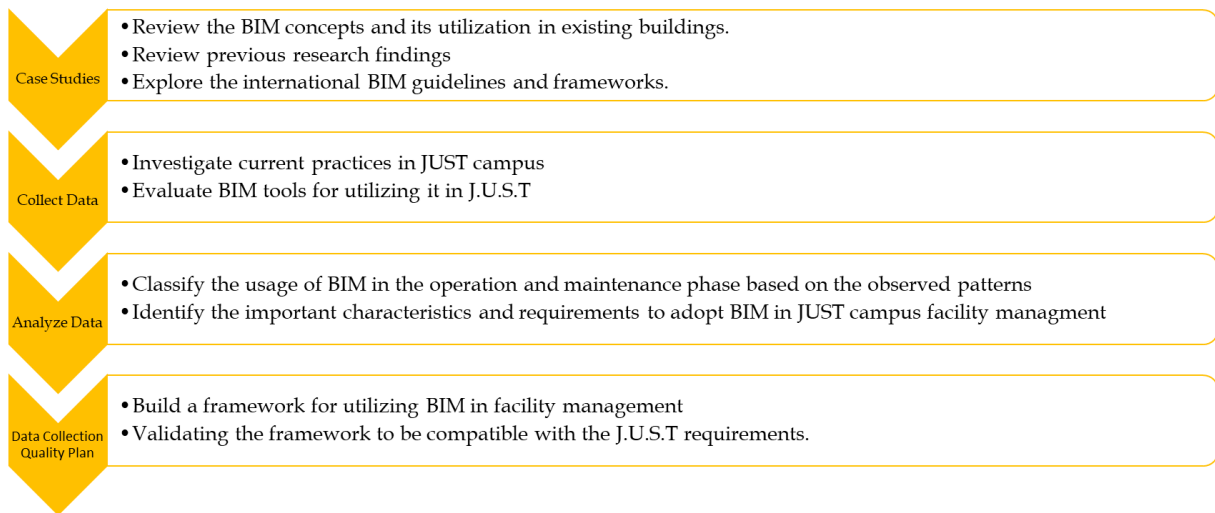 Case Studies
•Review the BIM concepts and its utilization in existing buildings.
•Review previous research findings
•Explore the international BIM guidelines and frameworks.
Collect Data
•Investigate current practices in JUST campus
•Evaluate BIM tools for utilizing it in J.U.S.T
Analyze Data
•Classify the usage of BIM in the operation and maintenance phase based on the observed patterns
•Identify the important characteristics and requirements to adopt BIM in JUST campus facility managment
Data Collection
Quality Plan
•Build a framework for utilizing BIM in facility management
•Validating the framework to be compatible with the J.U.S.T requirements.